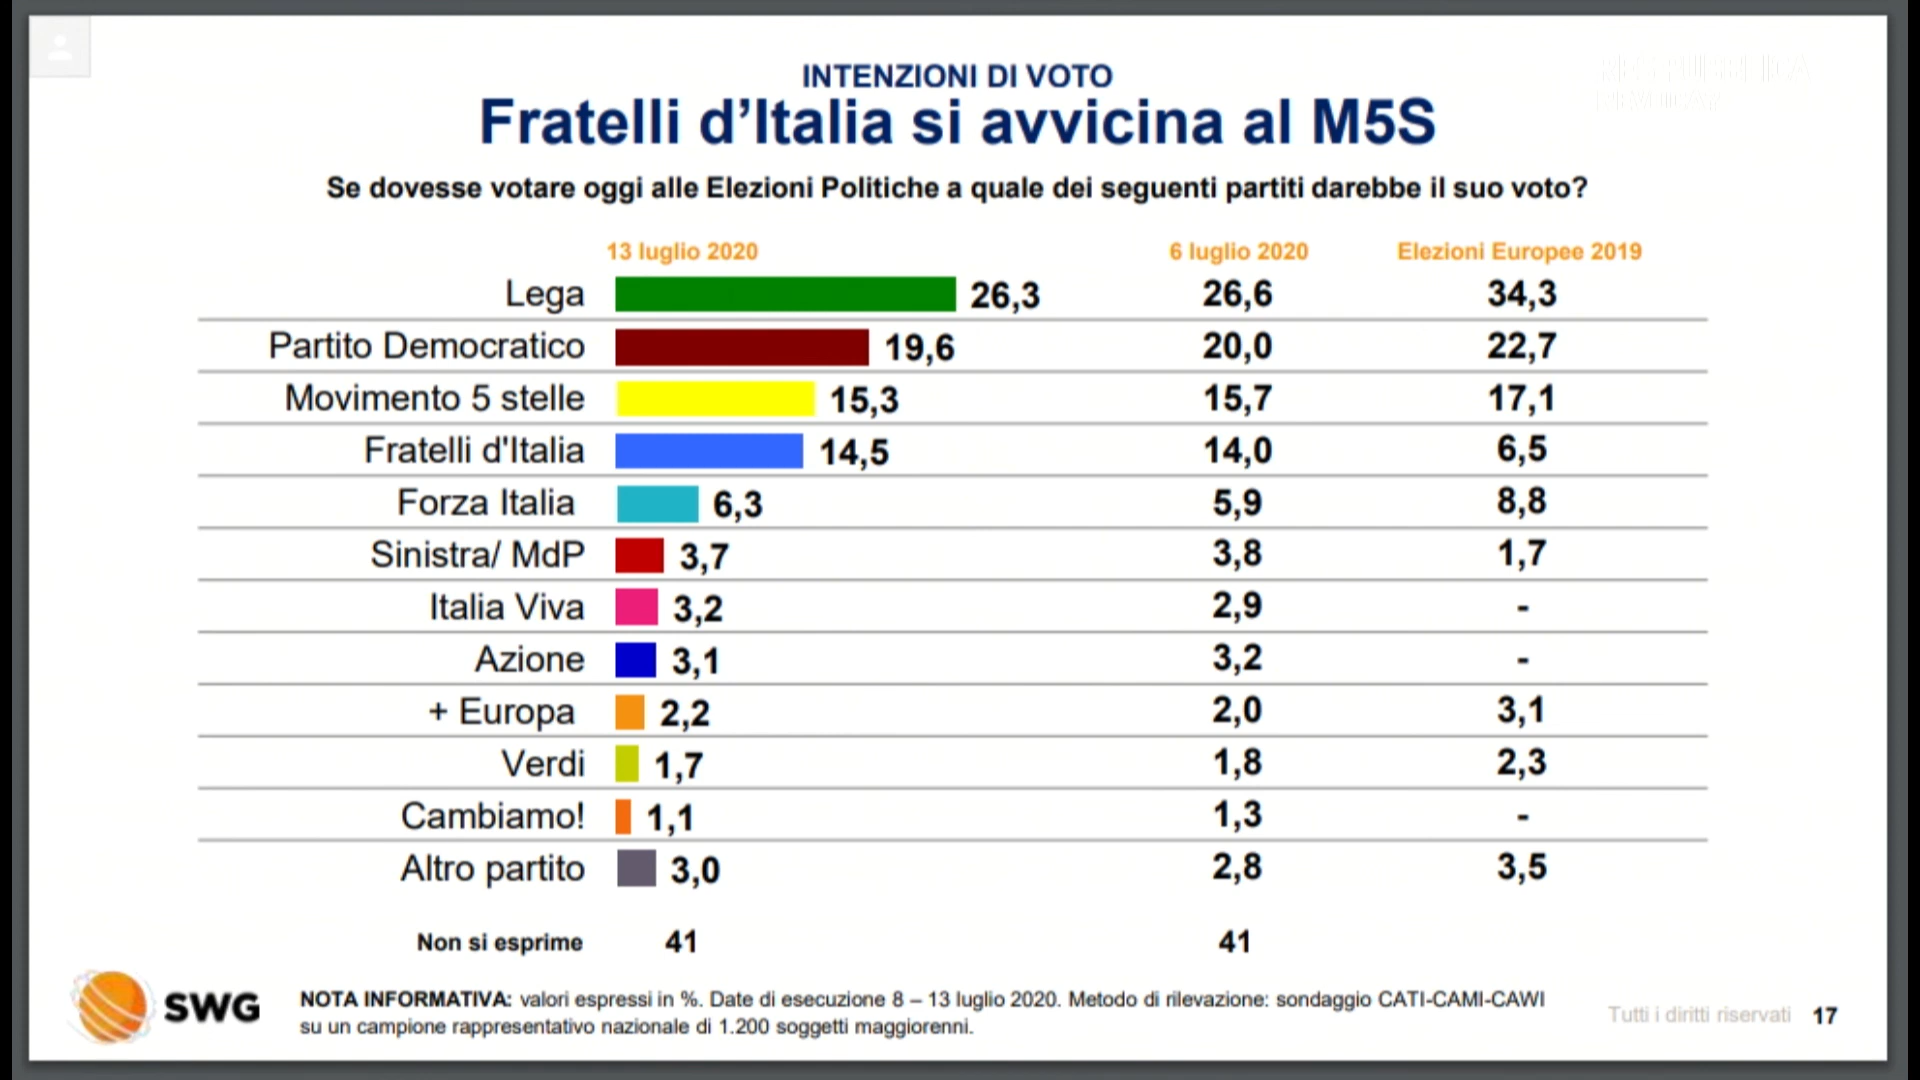 INTENZIONI DI VOTO
Fratelli d’Italia si avvicina al M5S
Se dovesse votare oggi alle Elezioni Politiche a quale dei seguenti partiti darebbe il suo voto?
13 luglio 2020 6 luglio 2020 Elezioni Europee 2019
Lega 26,3 26,6 34,3
Partito Democratico 19,6 20,0 22,7
Movimento 5 stelle 15,3 15,7 17,1
Fratelli d'Italia 14,5 14,0 6,5
Forza Italia 6,3 5,9 8,8
Sinistra/ MdP 3,7 3,8 1,7
Italia Viva 3,2 2,9 -
Azione 3,1 3,2 -
+ Europa 2,2 2,0 3,1
Verdi 1,7 1,8 2,3
Cambiamo! 1,1 1,3 -
Altro partito 3,0 2,8 3,5
Non si esprime 41 41
SWG
NOTA INFORMATIVA: valori espressi in %. Date di esecuzione 8 – 13 luglio 2020. Metodo di rilevazione: sondaggio CATI-CAMI-CAWI
su un campione rappresentativo nazionale di 1.200 soggetti maggiorenni.
Tutti i diritti riservati 17